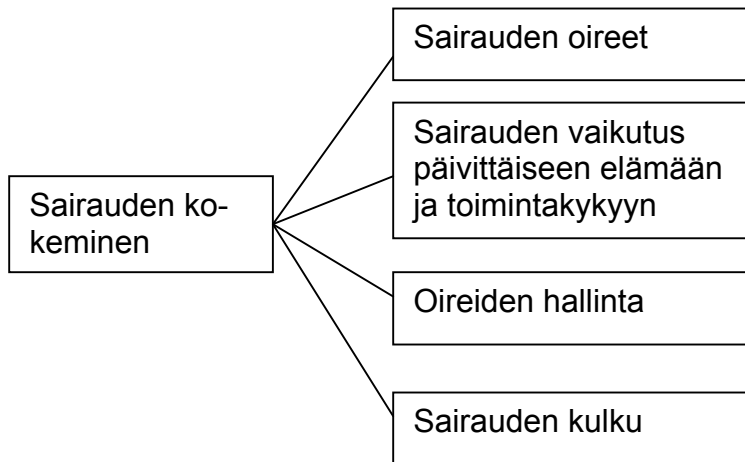 Sairauden oireet
Sairauden vaikutus
päivittäiseen elämään
ja toimintakykyyn
Sairauden ko-
keminen
Oireiden hallinta
Sairauden kulku